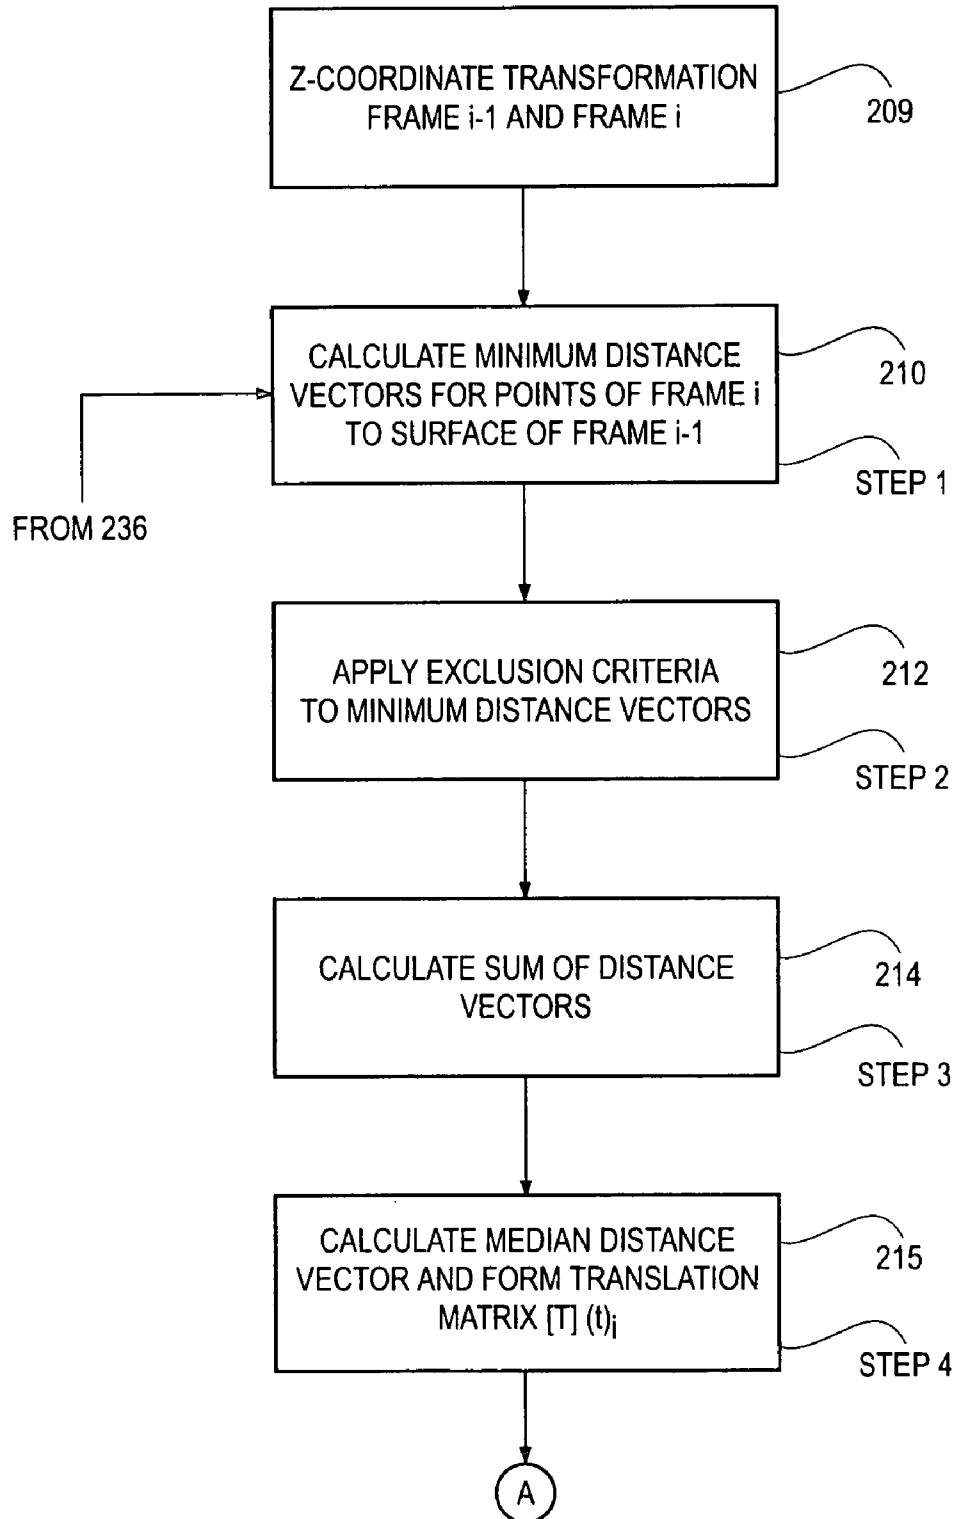 Z-COORDINATE TRANSFORMATION
FRAME i-1 AND FRAME i
209
CALCULATE MINIMUM DISTANCE
VECTORS FOR POINTS OF FRAME i
TO SURFACE OF FRAME i-1
210
STEP 1
FROM 236
APPLY EXCLUSION CRITERIA
TO MINIMUM DISTANCE VECTORS
212
STEP 2
CALCULATE SUM OF DISTANCE
VECTORS
214
STEP 3
CALCULATE MEDIAN DISTANCE
VECTOR AND FORM TRANSLATION
MATRIX [T] (t)i
215
STEP 4
A